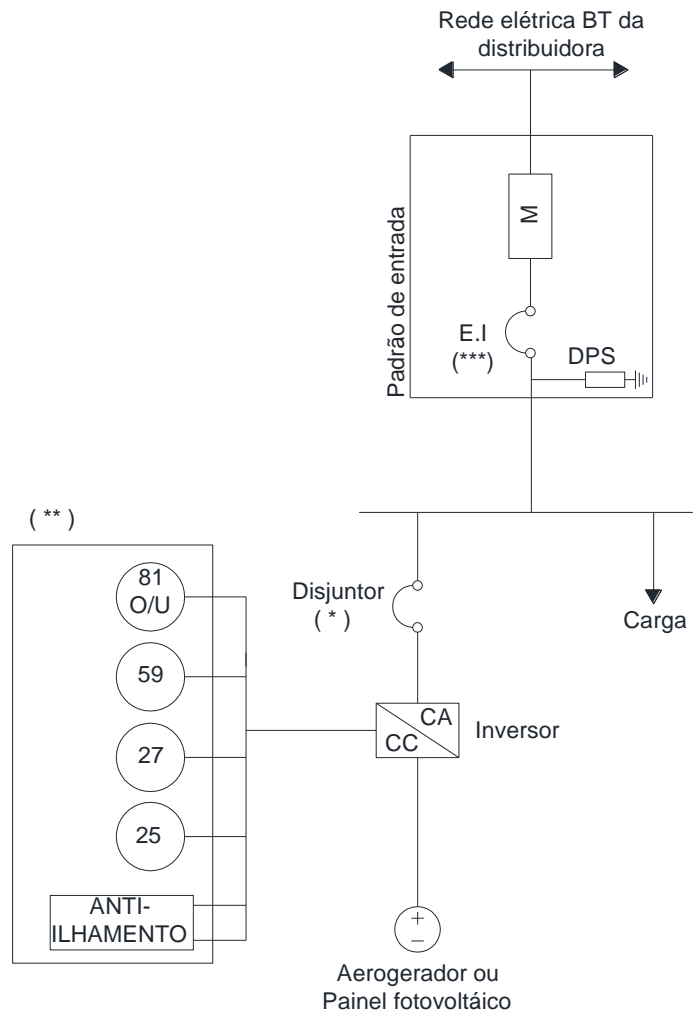 Rede elétrica BT da
distribuidora
Padrão de entrada
M
E.I
(***)
DPS
( ** )
81
O/U
59
27
25
ANTI-
ILHAMENTO
Disjuntor
( * )
Carga
CA
CC
Inversor
+
–
Aerogerador ou
Painel fotovoltáico